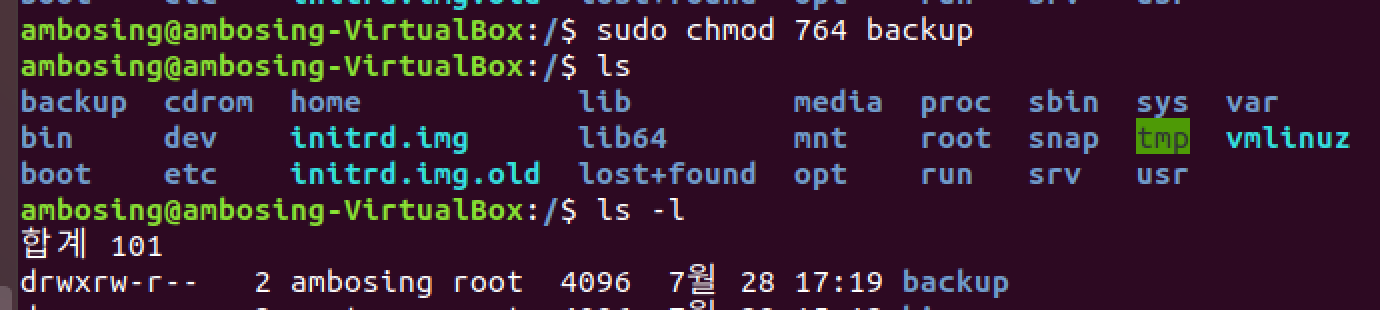 ambosing@ambosing-VirtualBox:/$ sudo chmod 764 backup
ambosing@ambosing-VirtualBox:/$ ls
backup cdrom home lib media proc sbin sys var
bin dev initrd.img lib64 mnt root snap tmp vmlinuz
boot etc initrd.img.old lost+found opt run srv usr
ambosing@ambosing-VirtualBox:/$ ls -l
합계 101
drwxrw-r-- 2 ambosing root 4096 7월 28 17:19 backup